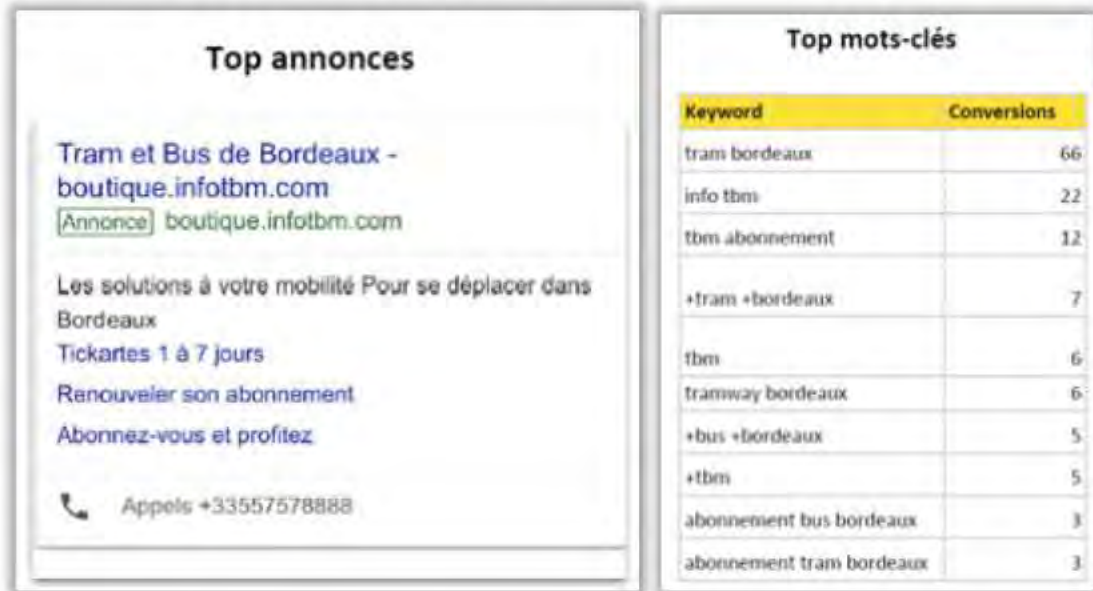 Top annonces
Tram et Bus de Bordeaux -
boutique.infotbm.com
Annonce boutique.infotbm.com
Les solutions à votre mobilité Pour se déplacer dans
Bordeaux
Tickartes 1 à 7 jours
Renouveler son abonnement
Abonnez-vous et profitez
Appels +33557578888
Top mots-clés
Keyword Conversions
tram bordeaux 66
info tbm 22
tbm abonnement 12
+tram +bordeaux 7
tbm 6
tramway bordeaux 6
+bus +bordeaux 5
+tbm 5
abonnement bus bordeaux 3
abonnement tram bordeaux 3